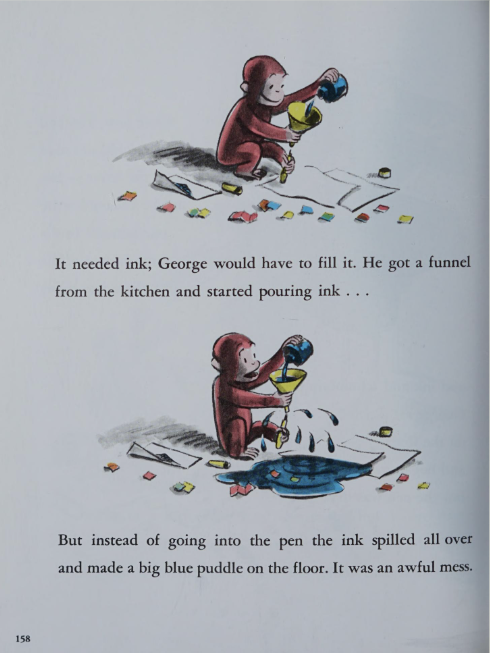 It needed ink; George would have to fill it. He got a funnel
from the kitchen and started pouring ink . . .
But instead of going into the pen the ink spilled all over
and made a big blue puddle on the floor. It was an awful mess.
158